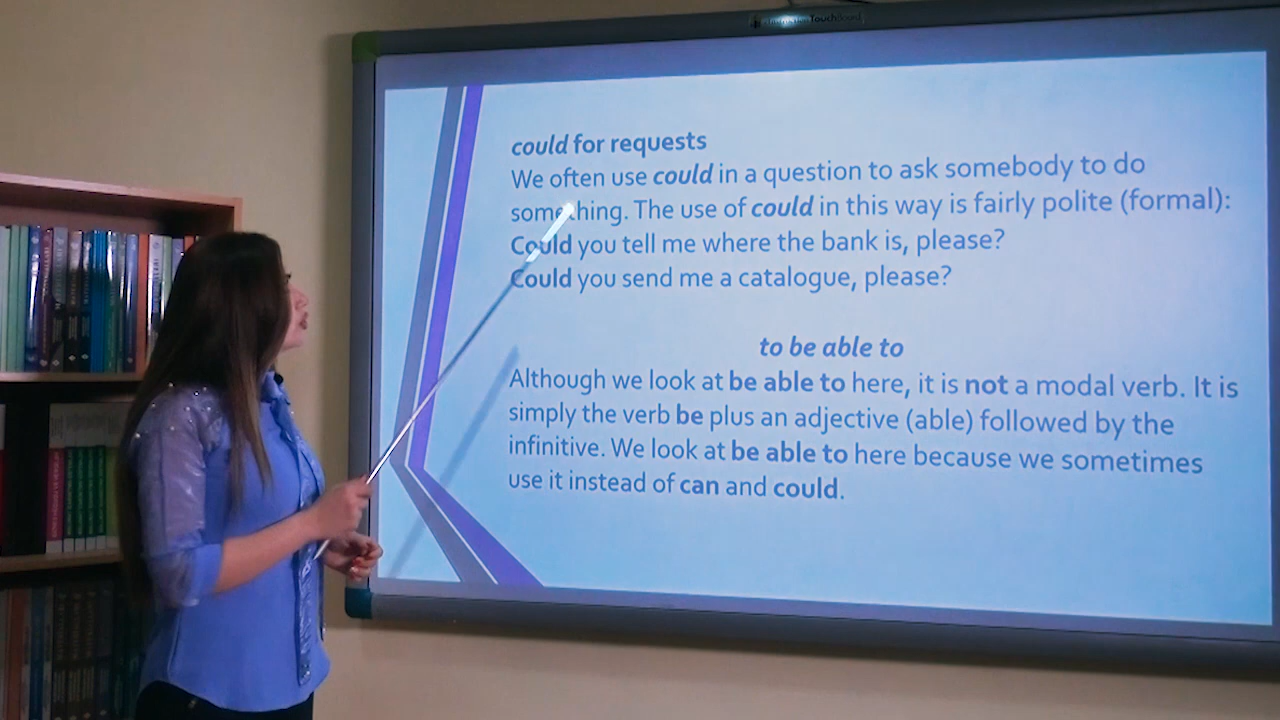 TouchBoard
could for requests
We often use could in a question to ask somebody to do
something. The use of could in this way is fairly polite (formal):
Could you tell me where the bank is, please?
Could you send me a catalogue, please?
to be able to
Although we look at be able to here, it is not a modal verb. It is
simply the verb be plus an adjective (able) followed by the
infinitive. We look at be able to here because we sometimes
use it instead of can and could.